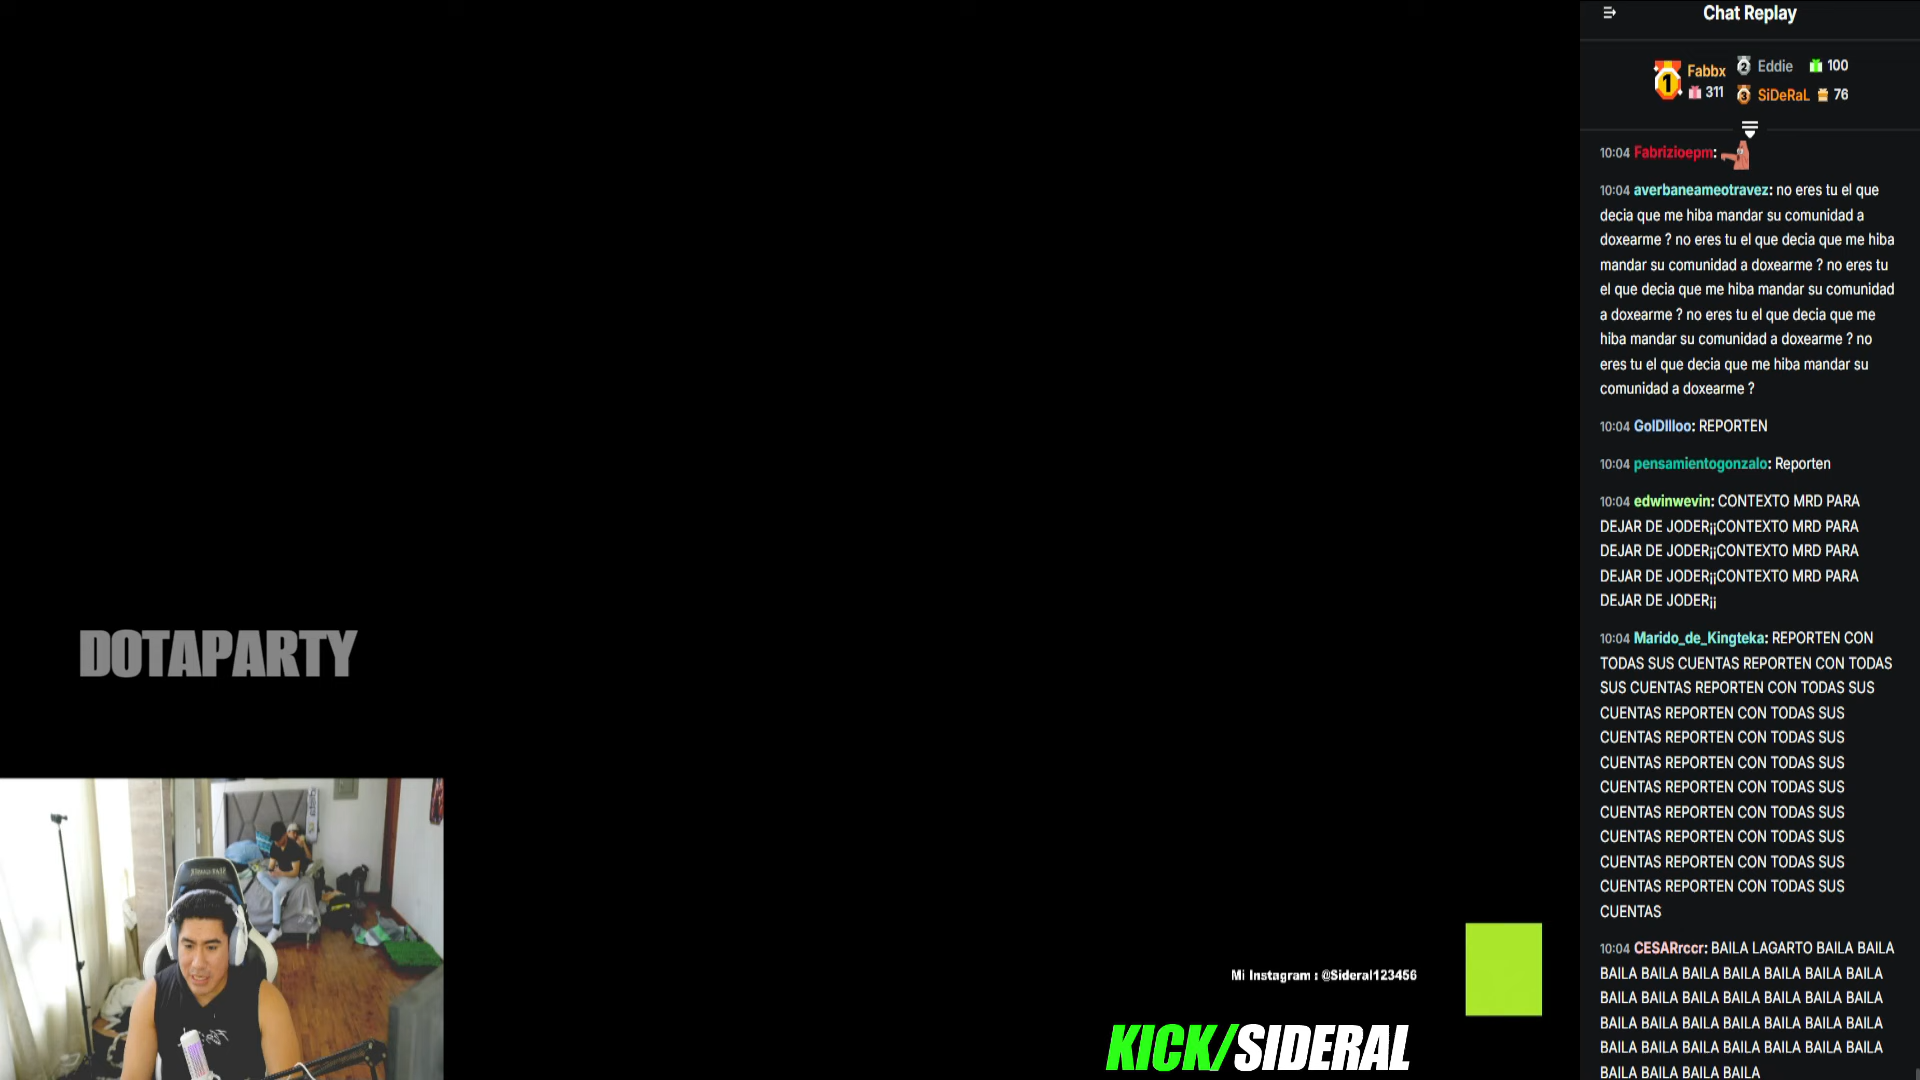 DOTAPARTY
Mi Instagram : @Sideral123456
KICK/SIDERAL
Chat Replay
Fabbx
311
Eddie 100
SiDeRaL 76
10:04 Fabrizioepm:
10:04 averbaneameotravez: no eres tu el que
decia que me hiba mandar su comunidad a
doxearme ? no eres tu el que decia que me hiba
mandar su comunidad a doxearme ? no eres tu
el que decia que me hiba mandar su comunidad
a doxearme ? no eres tu el que decia que me
hiba mandar su comunidad a doxearme ? no
eres tu el que decia que me hiba mandar su
comunidad a doxearme ?
10:04 GolDIlloo: REPORTEN
10:04 pensamientogonzalo: Reporten
10:04 edwinwevin: CONTEXTO MRD PARA
DEJAR DE JODER¡¡CONTEXTO MRD PARA
DEJAR DE JODER¡¡CONTEXTO MRD PARA
DEJAR DE JODER¡¡CONTEXTO MRD PARA
DEJAR DE JODER¡¡
10:04 Marido_de_Kingteka: REPORTEN CON
TODAS SUS CUENTAS REPORTEN CON TODAS
SUS CUENTAS REPORTEN CON TODAS SUS
CUENTAS REPORTEN CON TODAS SUS
CUENTAS REPORTEN CON TODAS SUS
CUENTAS REPORTEN CON TODAS SUS
CUENTAS REPORTEN CON TODAS SUS
CUENTAS REPORTEN CON TODAS SUS
CUENTAS REPORTEN CON TODAS SUS
CUENTAS REPORTEN CON TODAS SUS
CUENTAS REPORTEN CON TODAS SUS
CUENTAS
10:04 CESARrccr: BAILA LAGARTO BAILA BAILA
BAILA BAILA BAILA BAILA BAILA BAILA BAILA
BAILA BAILA BAILA BAILA BAILA BAILA BAILA
BAILA BAILA BAILA BAILA BAILA BAILA BAILA
BAILA BAILA BAILA BAILA BAILA BAILA BAILA
BAILA BAILA BAILA BAILA